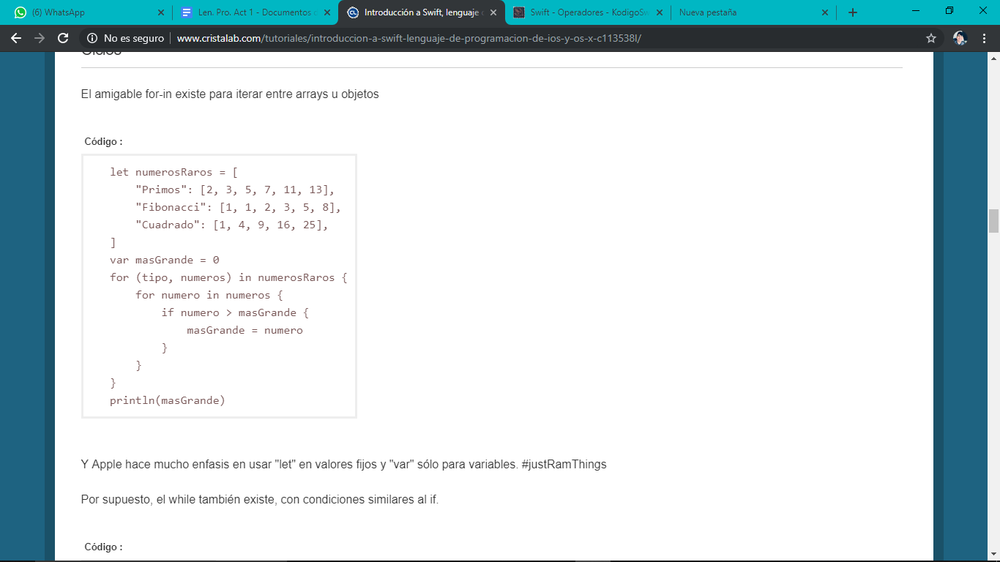 (6) WhatsApp
Len. Pro. Act 1 - Documentos
Introducción a Swift, lenguaje
Swift - Operadores - KodigoSw
Nueva pestaña
No es seguro | www.cristalab.com/tutoriales/introduccion-a-swift-lenguaje-de-programacion-de-ios-y-os-x-c113538l/
El amigable for-in existe para iterar entre arrays u objetos
Código :
let numerosRaros = [
    "Primos": [2, 3, 5, 7, 11, 13],
    "Fibonacci": [1, 1, 2, 3, 5, 8],
    "Cuadrado": [1, 4, 9, 16, 25],
]
var masGrande = 0
for (tipo, numeros) in numerosRaros {
    for numero in numeros {
        if numero > masGrande {
            masGrande = numero
        }
    }
}
println(masGrande)
Y Apple hace mucho enfasis en usar "let" en valores fijos y "var" sólo para variables. #justRamThings
Por supuesto, el while también existe, con condiciones similares al if.
Código :